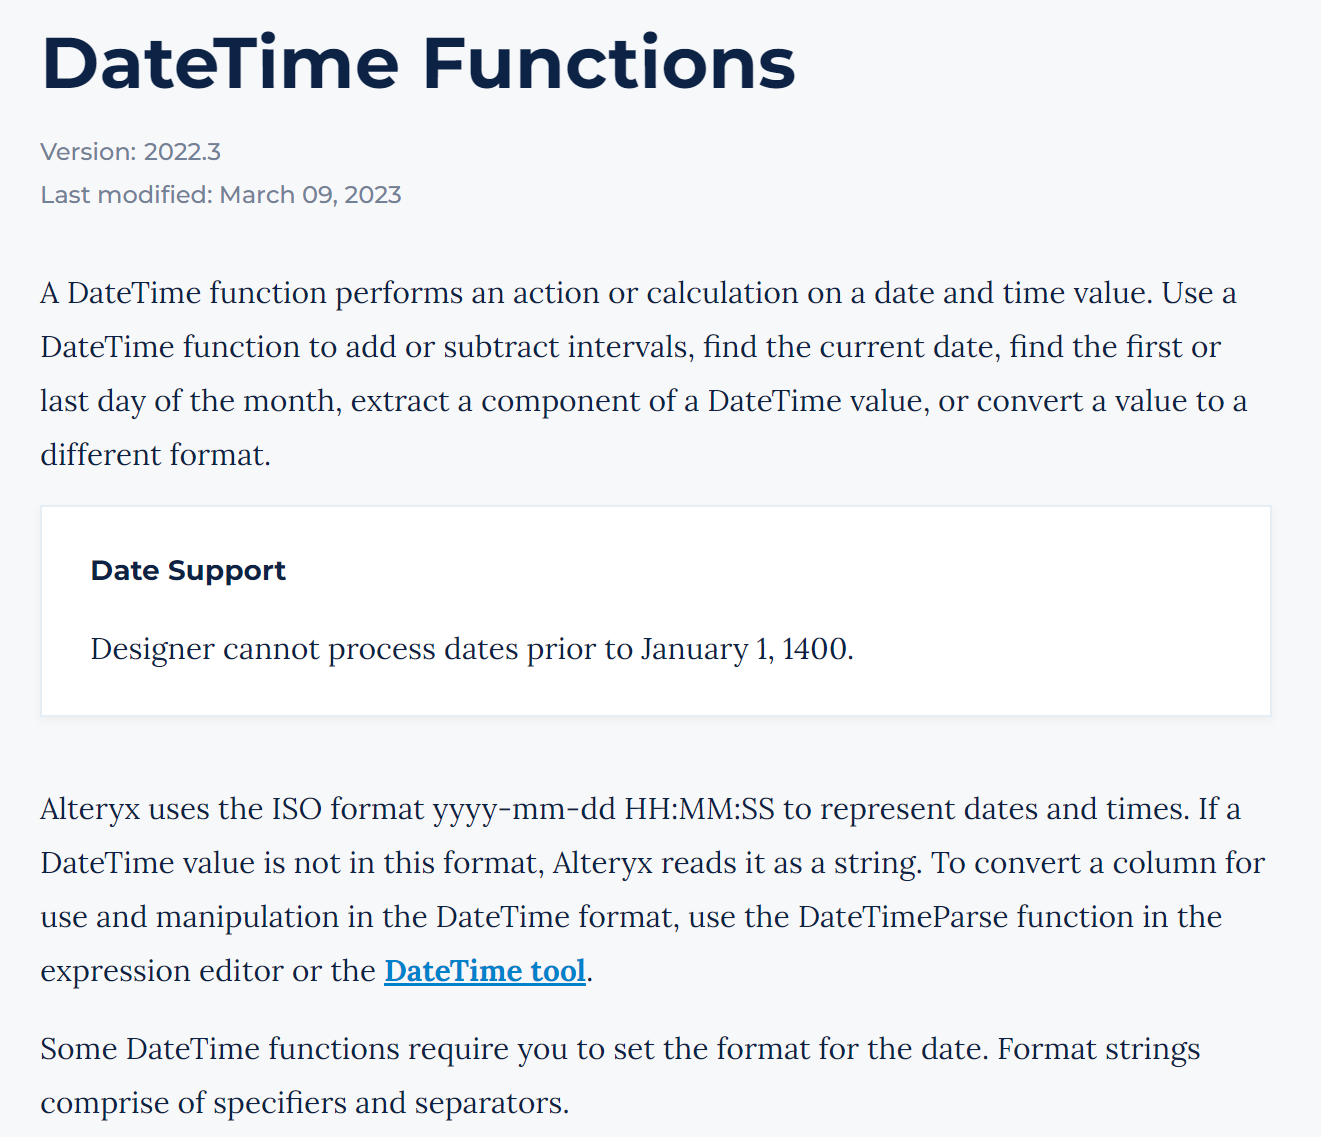 DateTime Functions
Version: 2022.3
Last modified: March 09, 2023
A DateTime function performs an action or calculation on a date and time value. Use a
DateTime function to add or subtract intervals, find the current date, find the first or
last day of the month, extract a component of a DateTime value, or convert a value to a
different format.
Date Support
Designer cannot process dates prior to January 1, 1400.
Alteryx uses the ISO format yyyy-mm-dd HH:MM:SS to represent dates and times. If a
DateTime value is not in this format, Alteryx reads it as a string. To convert a column for
use and manipulation in the DateTime format, use the DateTimeParse function in the
expression editor or the DateTime tool.
Some DateTime functions require you to set the format for the date. Format strings
comprise of specifiers and separators.